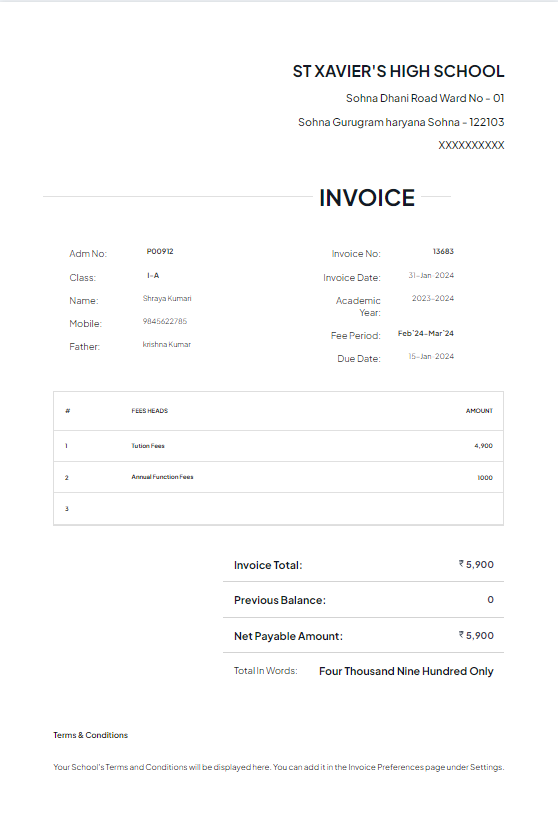 ST XAVIER'S HIGH SCHOOL
Sohna Dhani Road Ward No - 01
Sohna Gurugram haryana Sohna - 122103
XXXXXXXXXX
INVOICE
Adm No: P00912
Class: I-A
Name: Shraya Kumari
Mobile: 9845622785
Father: krishna Kumar
Invoice No: 13683
Invoice Date: 31-Jan-2024
Academic Year: 2023-2024
Fee Period: Feb'24-Mar'24
Due Date: 15-Jan-2024
# FEES HEADS AMOUNT
1 Tution Fees 4,900
2 Annual Function Fees 1000
3
Invoice Total: ₹ 5,900
Previous Balance: 0
Net Payable Amount: ₹ 5,900
Total In Words: Four Thousand Nine Hundred Only
Terms & Conditions
Your School's Terms and Conditions will be displayed here. You can add it in the Invoice Preferences page under Settings.